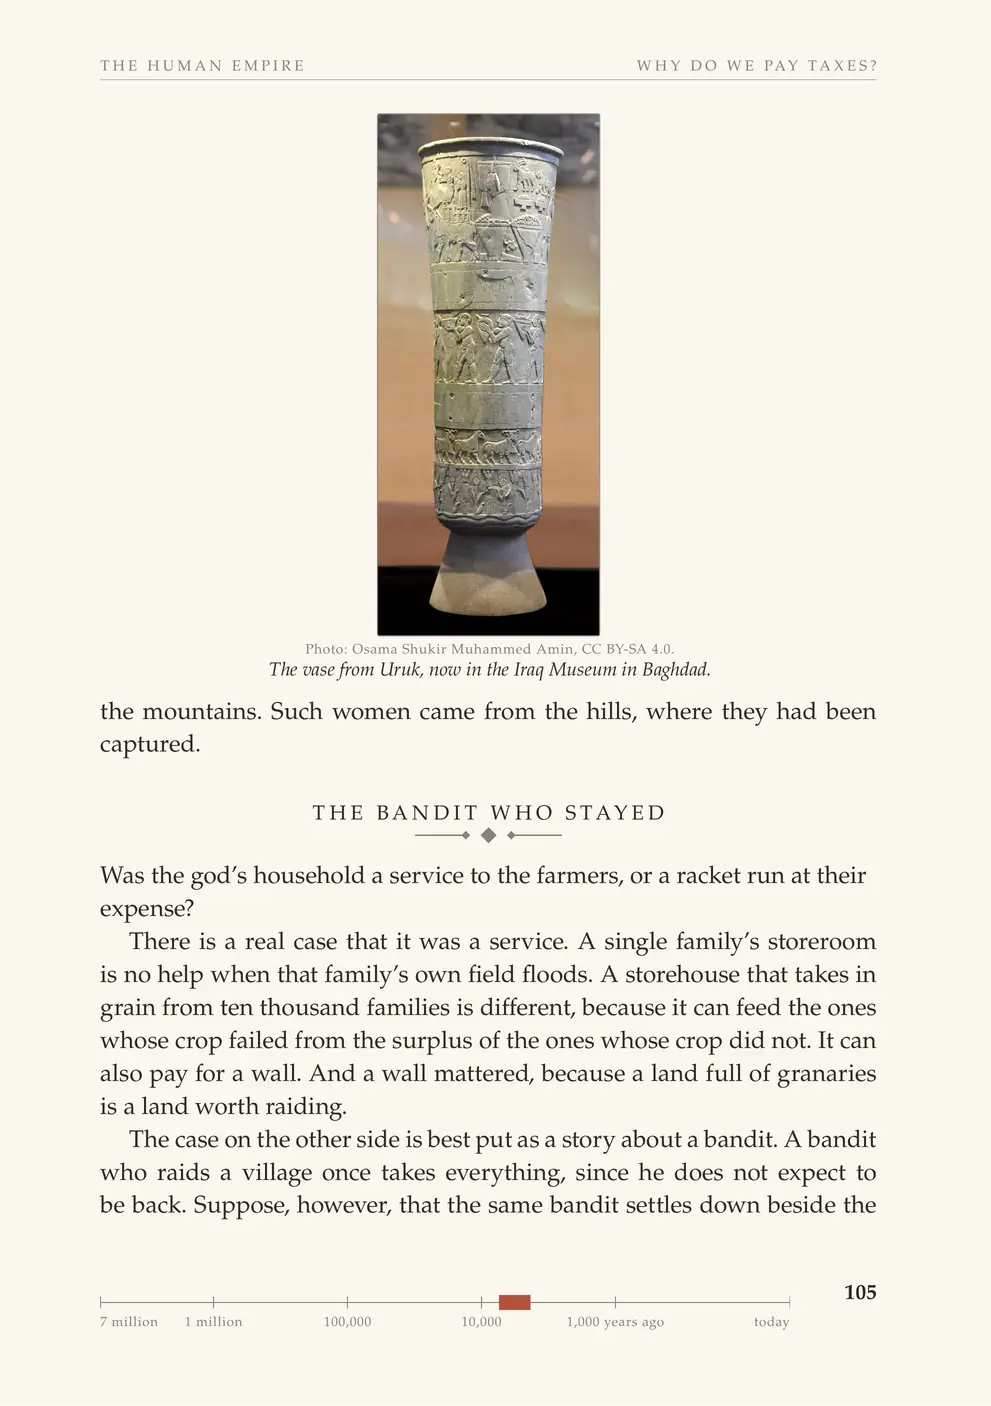 THE HUMAN EMPIRE
WHY DO WE PAY TAXES?
Photo: Osama Shukir Muhammed Amin, CC BY-SA 4.0.
The vase from Uruk, now in the Iraq Museum in Baghdad.
the mountains. Such women came from the hills, where they had been
captured.
THE BANDIT WHO STAYED
Was the god’s household a service to the farmers, or a racket run at their
expense?
There is a real case that it was a service. A single family’s storeroom
is no help when that family’s own field floods. A storehouse that takes in
grain from ten thousand families is different, because it can feed the ones
whose crop failed from the surplus of the ones whose crop did not. It can
also pay for a wall. And a wall mattered, because a land full of granaries
is a land worth raiding.
The case on the other side is best put as a story about a bandit. A bandit
who raids a village once takes everything, since he does not expect to
be back. Suppose, however, that the same bandit settles down beside the
105
7 million
1 million
100,000
10,000
1,000 years ago
today